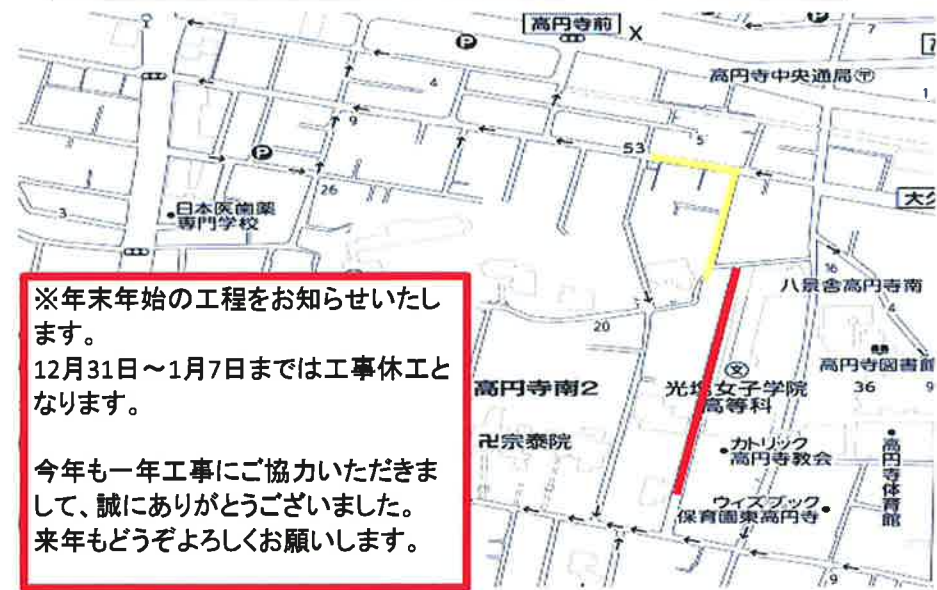 高円寺前
X
P
P
7
高円寺中央通局〒
1
4
9
5
53
P
26
大久
日本医歯薬
専門学校
3
16
八景舎高円寺南
4
20
高円寺図書館
36
9
文
高円寺南2
光塩女子学院
高等科
卍宗泰院
カトリック
高円寺教会
高円寺体育館
ウィズブック
保育園東高円寺
9
※年末年始の工程をお知らせいたし
ます。
12月31日~1月7日までは工事休工と
なります。
今年も一年工事にご協力いただきま
して、誠にありがとうございました。
来年もどうぞよろしくお願いします。